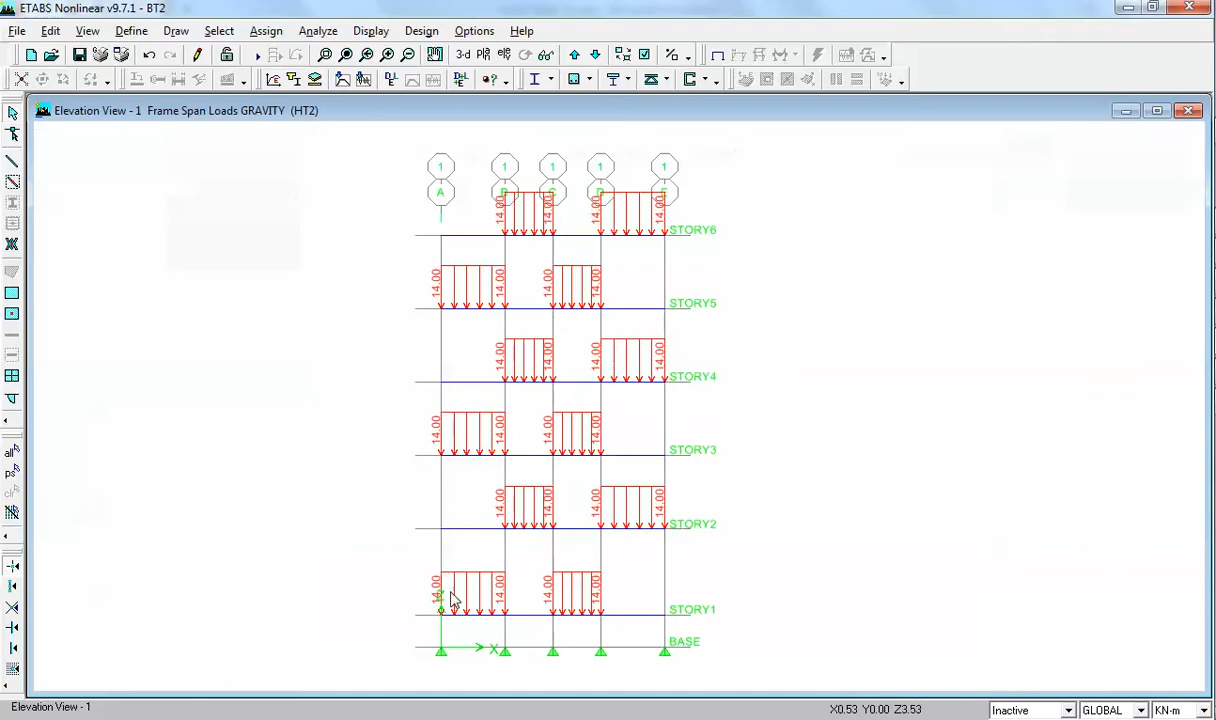 ETABS Nonlinear v9.7.1 - BT2
File Edit View Define Draw Select Assign Analyze Display Design Options Help
3-d
all
ps
clr
Elevation View - 1 Frame Span Loads GRAVITY (HT2)
1 1 1 1 1
A B C D E
14.00 14.00 14.00 14.00
STORY6
14.00 14.00 14.00 14.00
STORY5
14.00 14.00 14.00 14.00
STORY4
14.00 14.00 14.00 14.00
STORY3
14.00 14.00 14.00 14.00
STORY2
14.00 14.00 14.00 14.00
STORY1
X
BASE
Elevation View - 1
X0.53 Y0.00 Z3.53
Inactive
GLOBAL
KN-m